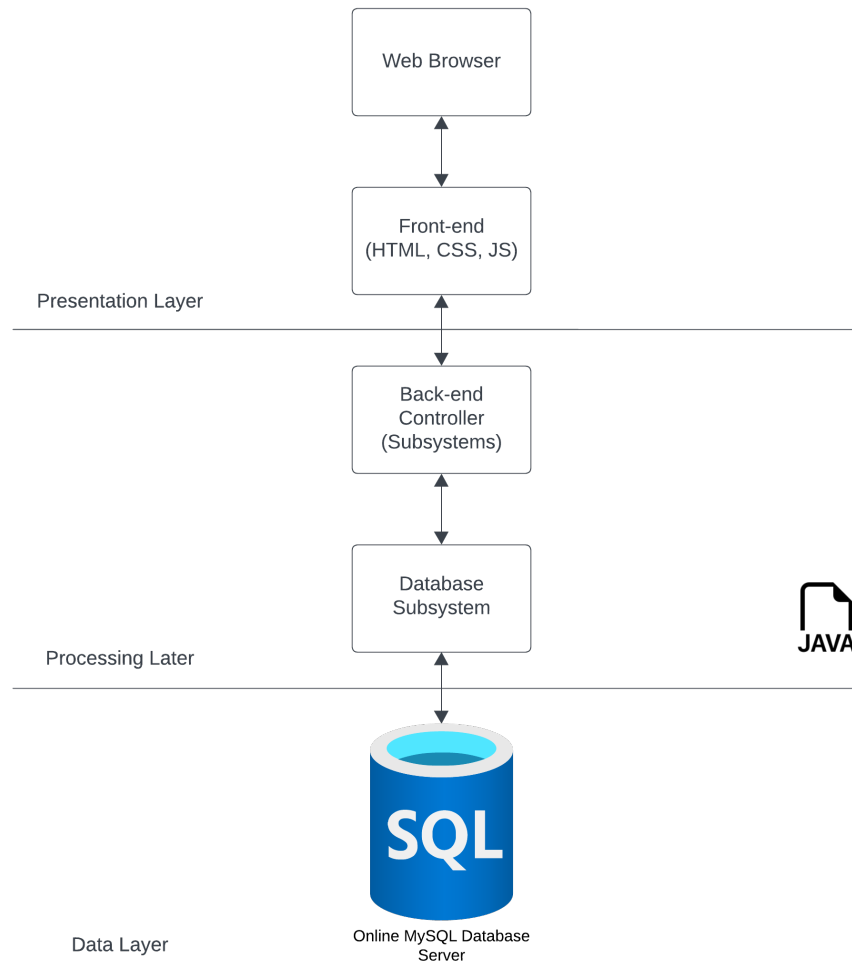 Web Browser
Front-end
(HTML, CSS, JS)
Presentation Layer
Back-end
Controller
(Subsystems)
Database
Subsystem
JAVA
Processing Later
SQL
Online MySQL Database
Server
Data Layer